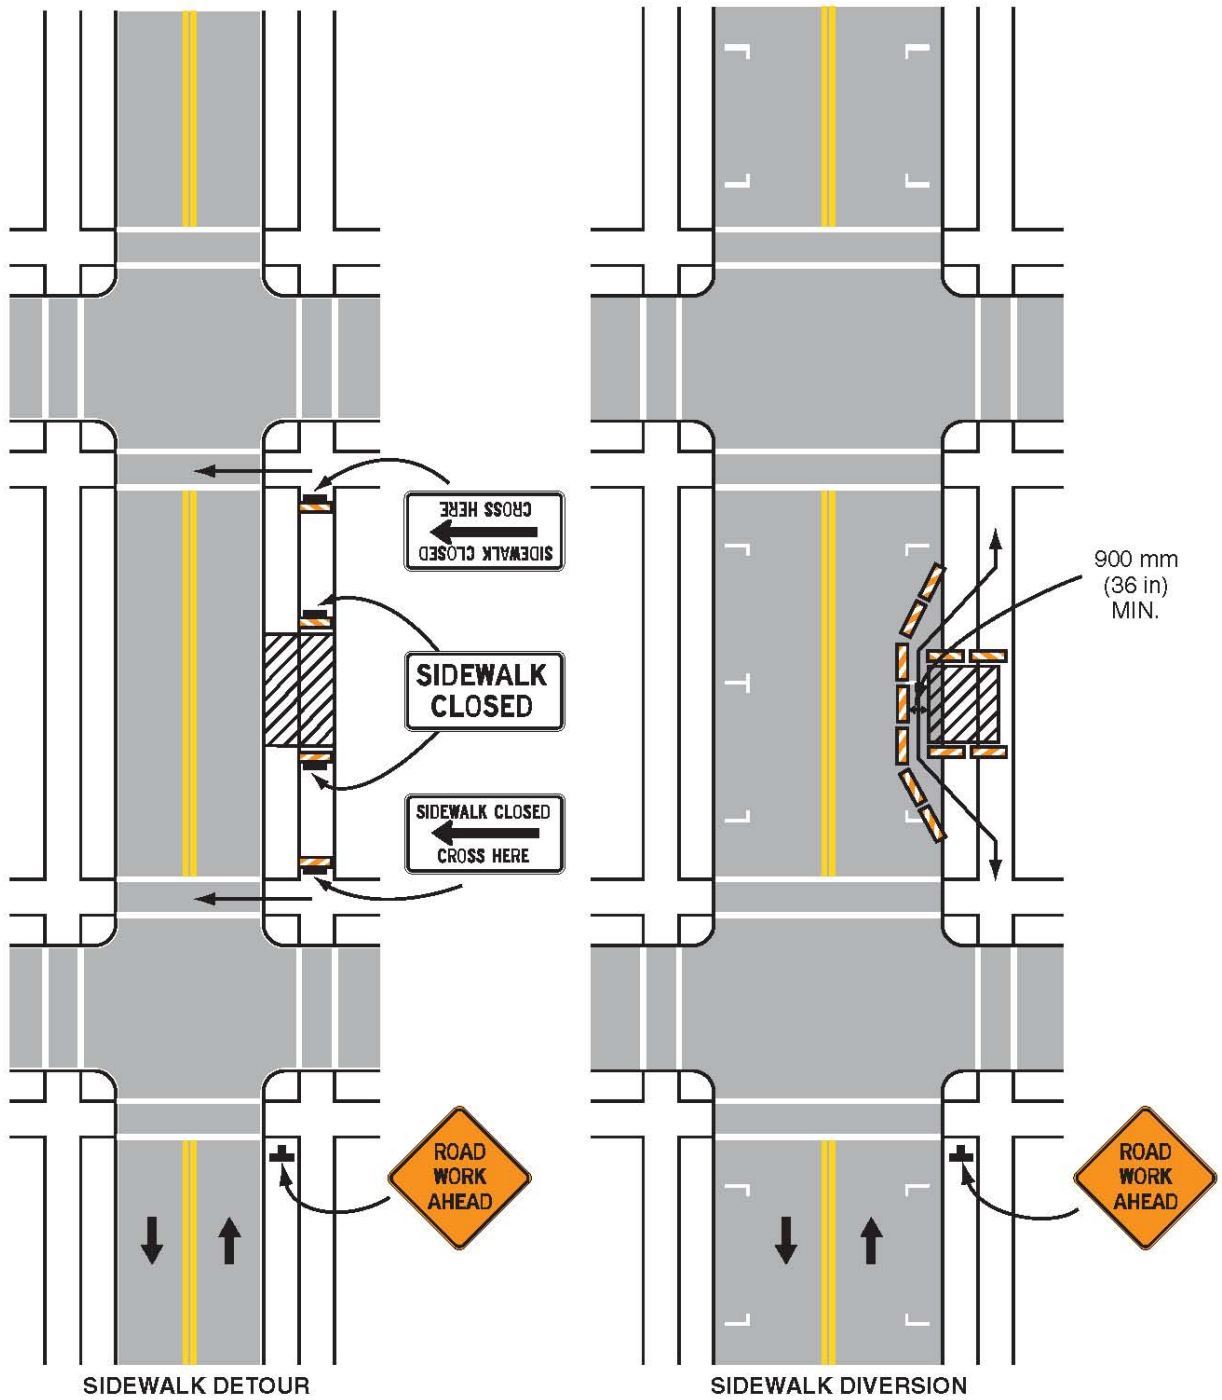 CROSS HERE
SIDEWALK CLOSED
SIDEWALK
CLOSED
SIDEWALK CLOSED
CROSS HERE
ROAD
WORK
AHEAD
SIDEWALK DETOUR
900 mm
(36 in)
MIN.
ROAD
WORK
AHEAD
SIDEWALK DIVERSION